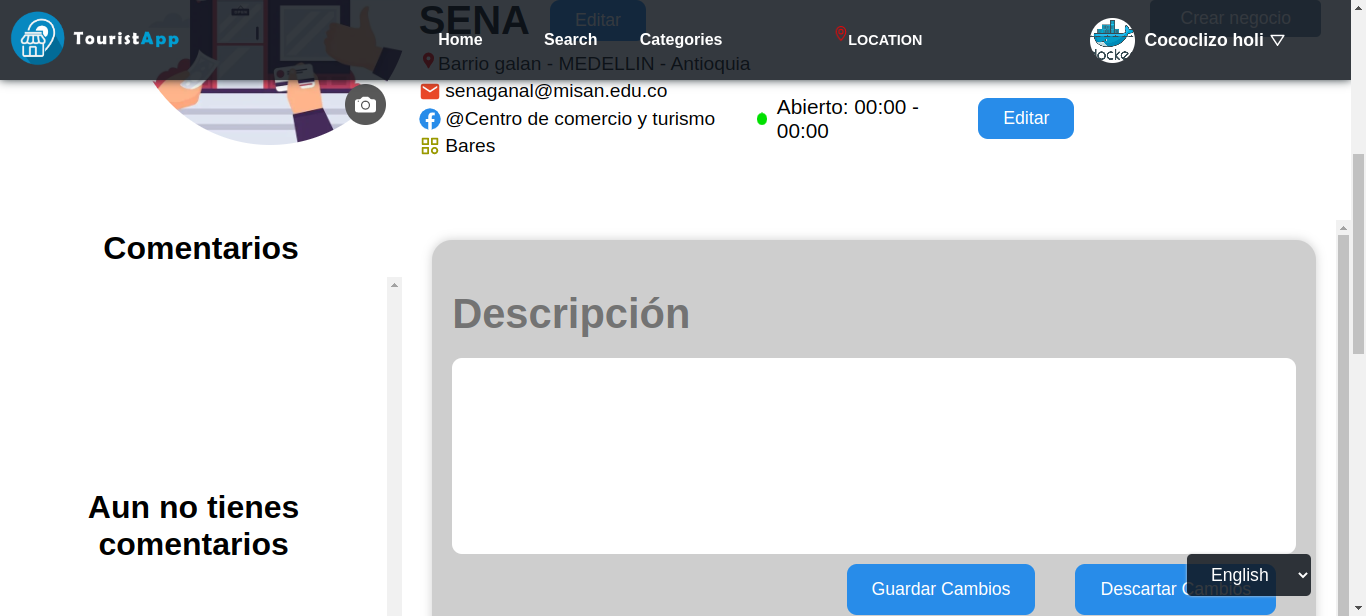 TouristApp
Home
Search
Categories
LOCATION
Cococlizo holi
SENA
Editar
Crear negocio
Barrio galan - MEDELLIN - Antioquia
senaganal@misan.edu.co
@Centro de comercio y turismo
Bares
Abierto: 00:00 -
00:00
Editar
Comentarios
Aun no tienes
comentarios
Descripción
Guardar Cambios
Descartar Cambios
English